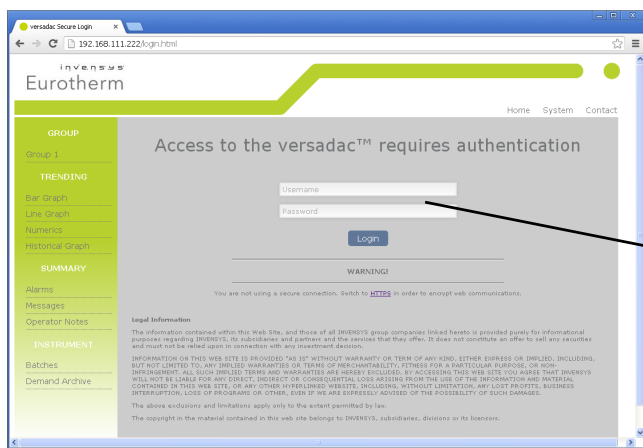 versadac Secure Login
192.168.111.222/login.html
invensys
Eurotherm
Home System Contact
GROUP
Group 1
TRENDING
Bar Graph
Line Graph
Numerics
Historical Graph
SUMMARY
Alarms
Messages
Operator Notes
INSTRUMENT
Batches
Demand Archive
Access to the versadac™ requires authentication
Username
Password
Login
WARNING!
You are not using a secure connection. Switch to HTTPS in order to encrypt web communications.
Legal Information
The information contained within this Web Site, and those of all INVENSYS group companies linked hereto is provided purely for informational
purposes regarding INVENSYS, its subsidiaries and partners and the services that they offer. It does not constitute an offer to sell any securities
and must not be relied upon in connection with any investment decision.
INFORMATION ON THIS WEB SITE IS PROVIDED "AS IS" WITHOUT WARRANTY OR TERM OF ANY KIND, EITHER EXPRESS OR IMPLIED, INCLUDING,
BUT NOT LIMITED TO, ANY IMPLIED WARRANTIES OR TERMS OF MERCHANTABILITY, FITNESS FOR A PARTICULAR PURPOSE, OR NON-
INFRINGEMENT. ALL SUCH IMPLIED TERMS AND WARRANTIES ARE HEREBY EXCLUDED. BY ACCESSING THIS WEB SITE YOU AGREE THAT INVENSYS
WILL NOT BE LIABLE FOR ANY DIRECT, INDIRECT OR CONSEQUENTIAL LOSS ARISING FROM THE USE OF THE INFORMATION AND MATERIAL
CONTAINED IN THIS WEB SITE, OR ANY OTHER HYPERLINKED WEBSITE, INCLUDING, WITHOUT LIMITATION, ANY LOST PROFITS, BUSINESS
INTERRUPTION, LOSS OF PROGRAMS OR OTHER, EVEN IF WE ARE EXPRESSLY ADVISED OF THE POSSIBILITY OF SUCH DAMAGES.
The above exclusions and limitations apply only to the extent permitted by law.
The copyright in the material contained in this web site belongs to INVENSYS, subsidiaries, divisions or its licensors.